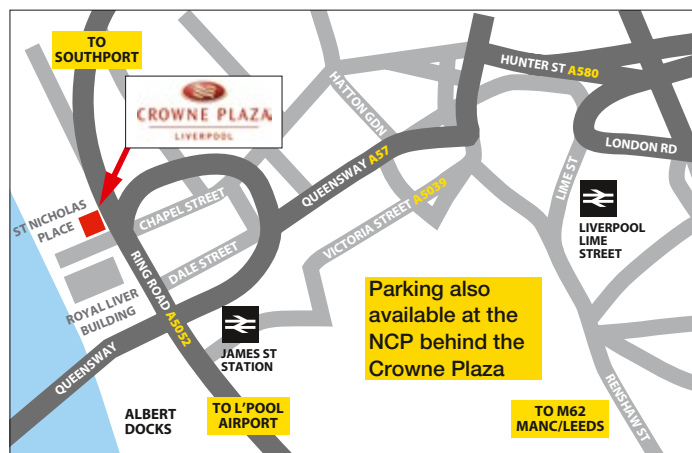 TO
SOUTHPORT
CROWNE PLAZA
LIVERPOOL
HUNTER ST A580
HATTON GDN
LONDON RD
QUEENSWAY A57
LIME ST
CHAPEL STREET
VICTORIA STREET A5039
ST NICHOLAS
PLACE
LIVERPOOL
LIME
STREET
DALE STREET
RING ROAD A5052
ROYAL LIVER
BUILDING
Parking also
available at the
NCP behind the
Crowne Plaza
JAMES ST
STATION
QUEENSWAY
RENSHAW ST
ALBERT
DOCKS
TO L'POOL
AIRPORT
TO M62
MANC/LEEDS